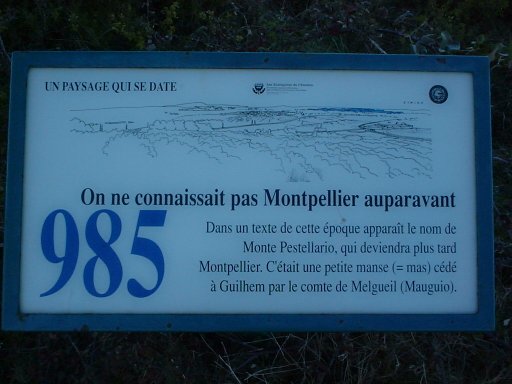 UN PAYSAGE QUI SE DATE
On ne connaissait pas Montpellier auparavant
985
Dans un texte de cette époque apparaît le nom de
Monte Pestellario, qui deviendra plus tard
Montpellier. C'était une petite manse (= mas) cédé
à Guilhem par le comte de Melgueil (Mauguio).